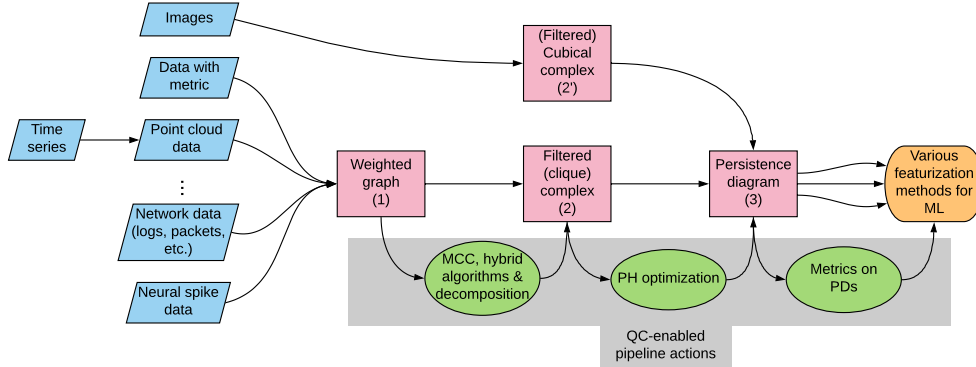 Images
Data with
metric
Time
series
Point cloud
data
...
Network data
(logs, packets,
etc.)
Neural spike
data
Weighted
graph
(1)
(Filtered)
Cubical
complex
(2')
Filtered
(clique)
complex
(2)
Persistence
diagram
(3)
Various
featurization
methods for
ML
MCC, hybrid
algorithms &
decomposition
PH optimization
Metrics on
PDs
QC-enabled
pipeline actions